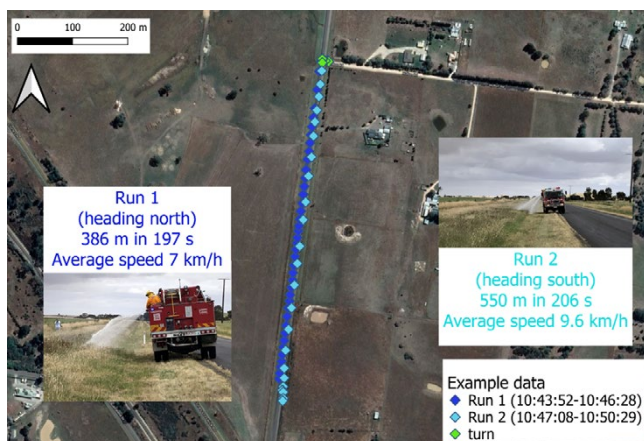 0 100 200 m
Run 1
(heading north)
386 m in 197 s
Average speed 7 km/h
Run 2
(heading south)
550 m in 206 s
Average speed 9.6 km/h
Example data
Run 1 (10:43:52-10:46:28)
Run 2 (10:47:08-10:50:29)
turn